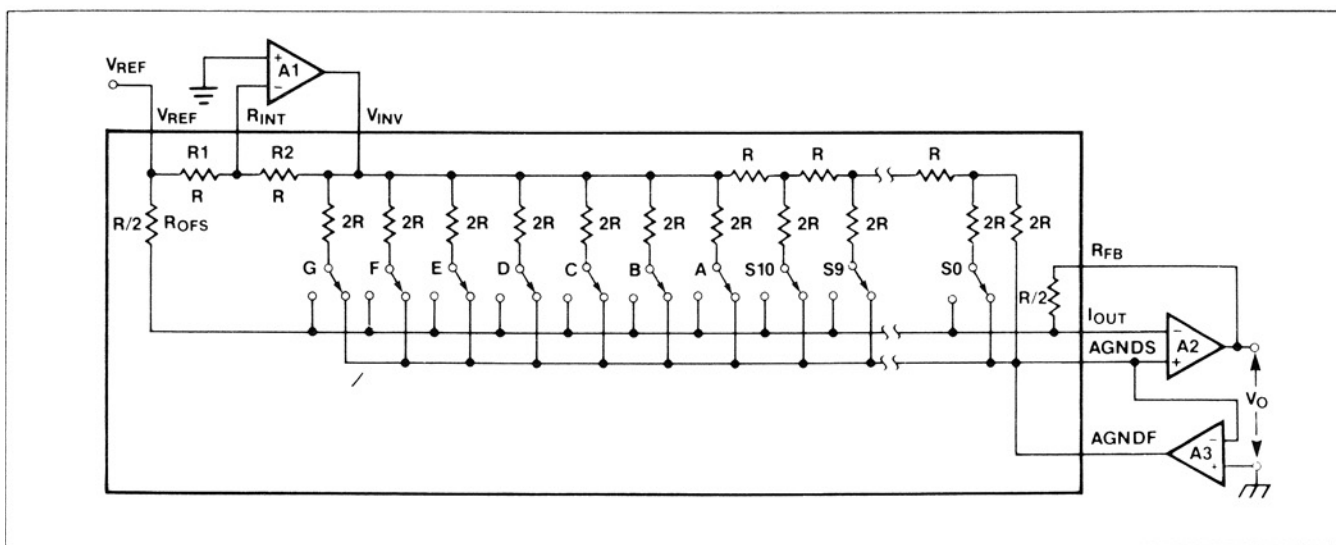 VREF
A1
+
−
VREF
RINT
VINV
R1
R2
R
R
R
R
R
R/2
ROFS
2R
2R
2R
2R
2R
2R
2R
2R
2R
2R
2R
G
F
E
D
C
B
A
S10
S9
S0
RFB
R/2
IOUT
AGNDS
−
A2
+
VO
AGNDF
−
A3
+